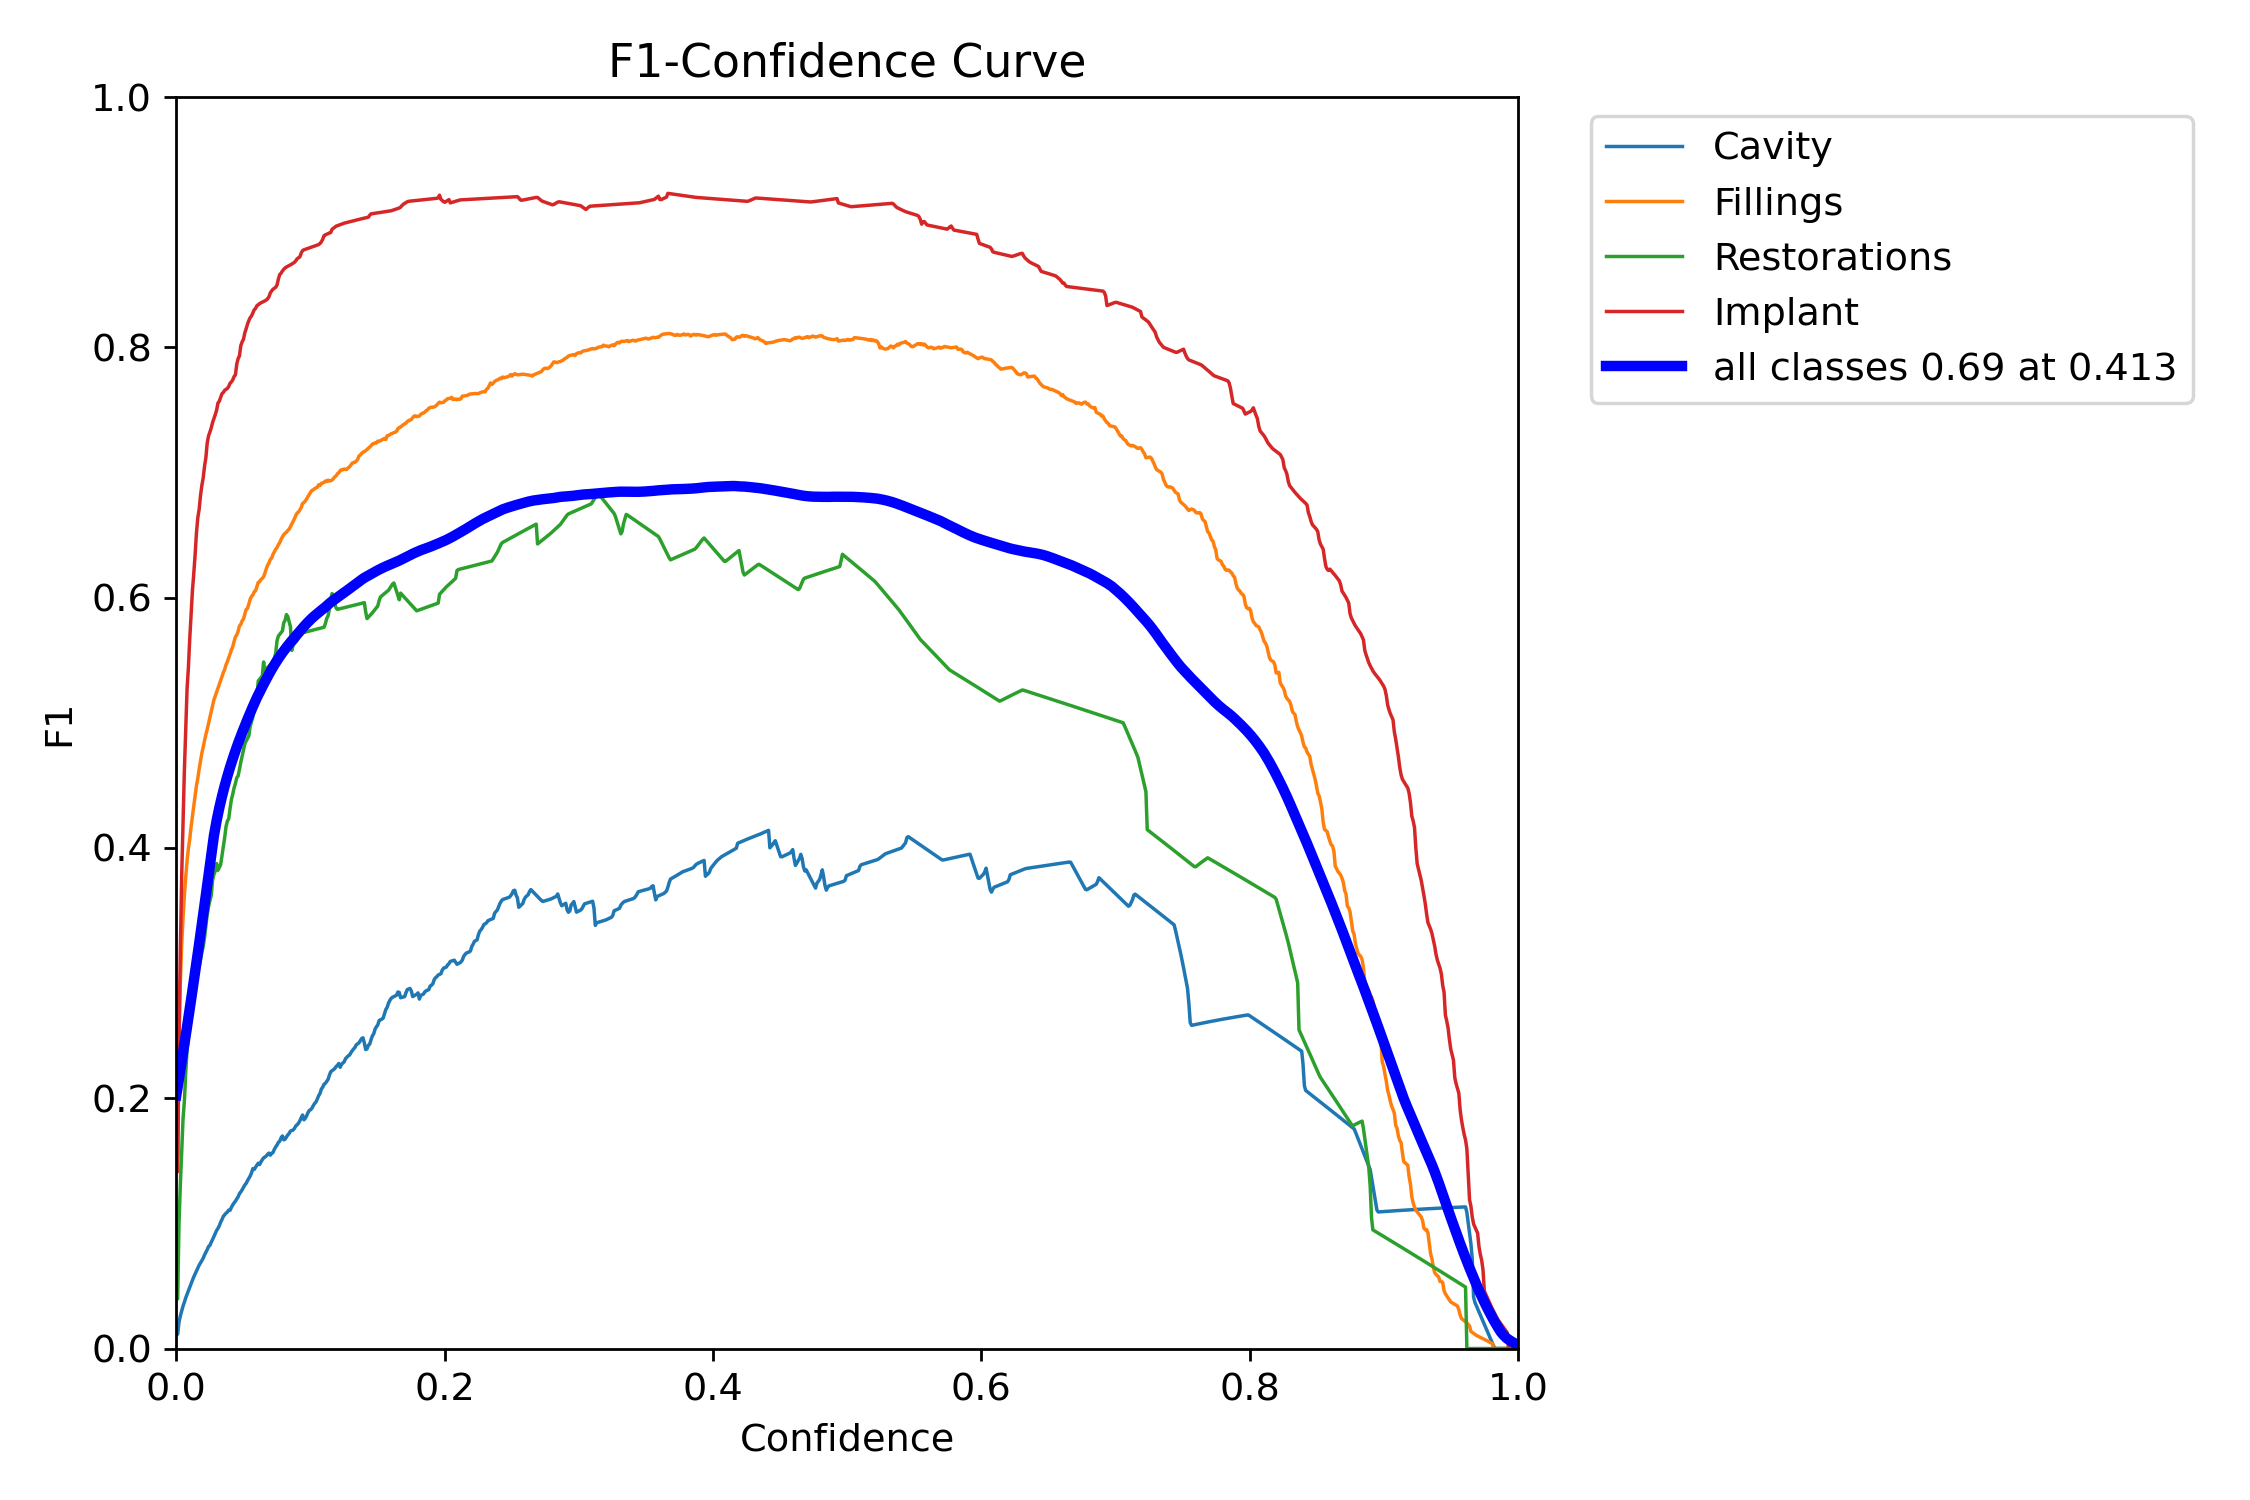 F1-Confidence Curve
1.0
0.8
0.6
0.4
0.2
0.0
F1
0.0 0.2 0.4 0.6 0.8 1.0
Confidence
Cavity
Fillings
Restorations
Implant
all classes 0.69 at 0.413